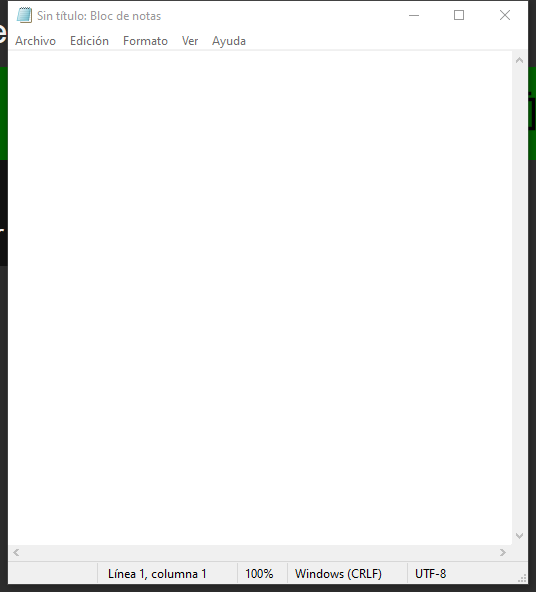 Sin título: Bloc de notas
Archivo Edición Formato Ver Ayuda
Línea 1, columna 1 100% Windows (CRLF) UTF-8